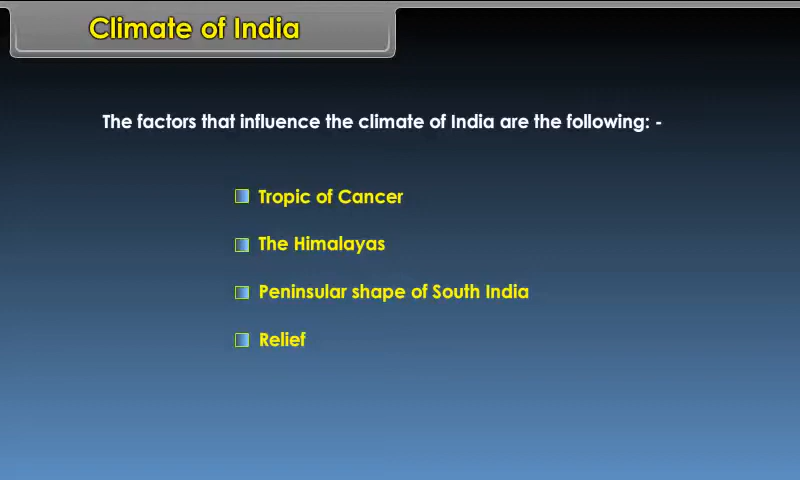 Climate of India
The factors that influence the climate of India are the following: -
Tropic of Cancer
The Himalayas
Peninsular shape of South India
Relief